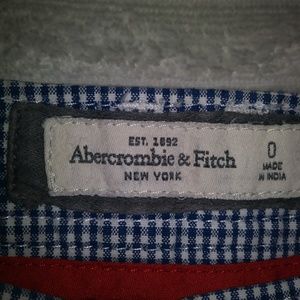 EST. 1892
Abercrombie & Fitch
NEW YORK
0
MADE
IN INDIA